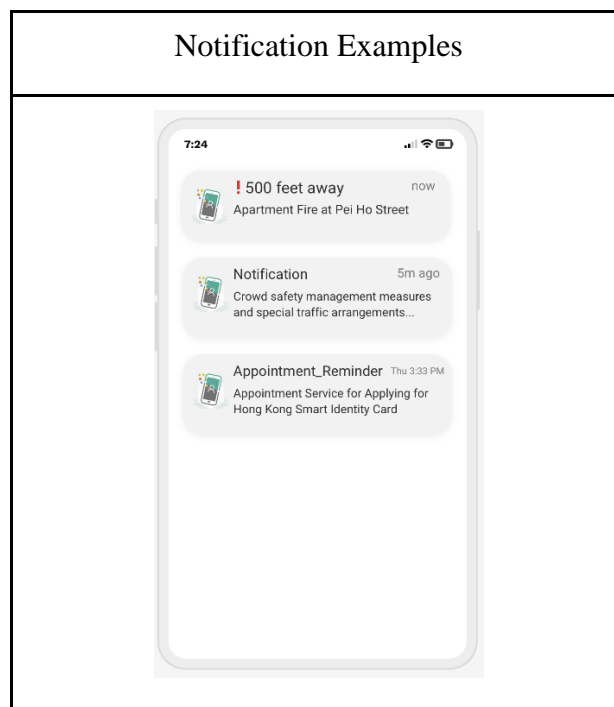 Notification Examples
7:24
❗500 feet away now
Apartment Fire at Pei Ho Street
Notification 5m ago
Crowd safety management measures
and special traffic arrangements...
Appointment_Reminder Thu 3:33 PM
Appointment Service for Applying for
Hong Kong Smart Identity Card